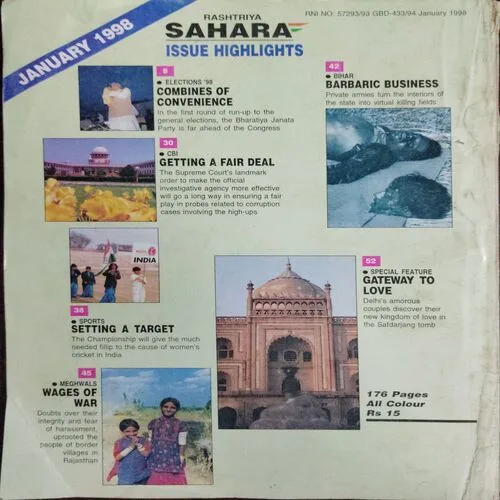 JANUARY 1998
RASHTRIYA
SAHARA
ISSUE HIGHLIGHTS
RNI NO: 57293/93 GBD-433/94 January 1998
8
● ELECTIONS '98
COMBINES OF
CONVENIENCE
In the first round of run-up to the
general elections, the Bharatiya Janata
Party is far ahead of the Congress
30
● CBI
GETTING A FAIR DEAL
The Supreme Court's landmark
order to make the official
investigative agency more effective
will go a long way in ensuring a fair
play in probes related to corruption
cases involving the high-ups
INDIA
38
● SPORTS
SETTING A TARGET
The Championship will give the much
needed fillip to the cause of women's
cricket in India
45
● MEGHWALS
WAGES OF
WAR
Doubts over their
integrity and fear
of harassment,
uprooted the
people of border
villages in
Rajasthan
42
● BIHAR
BARBARIC BUSINESS
Private armies turn the interiors of
the state into virtual killing fields
52
● SPECIAL FEATURE
GATEWAY TO
LOVE
Delhi's amorous
couples discover their
new kingdom of love in
the Safdarjang tomb
176 Pages
All Colour
Rs 15